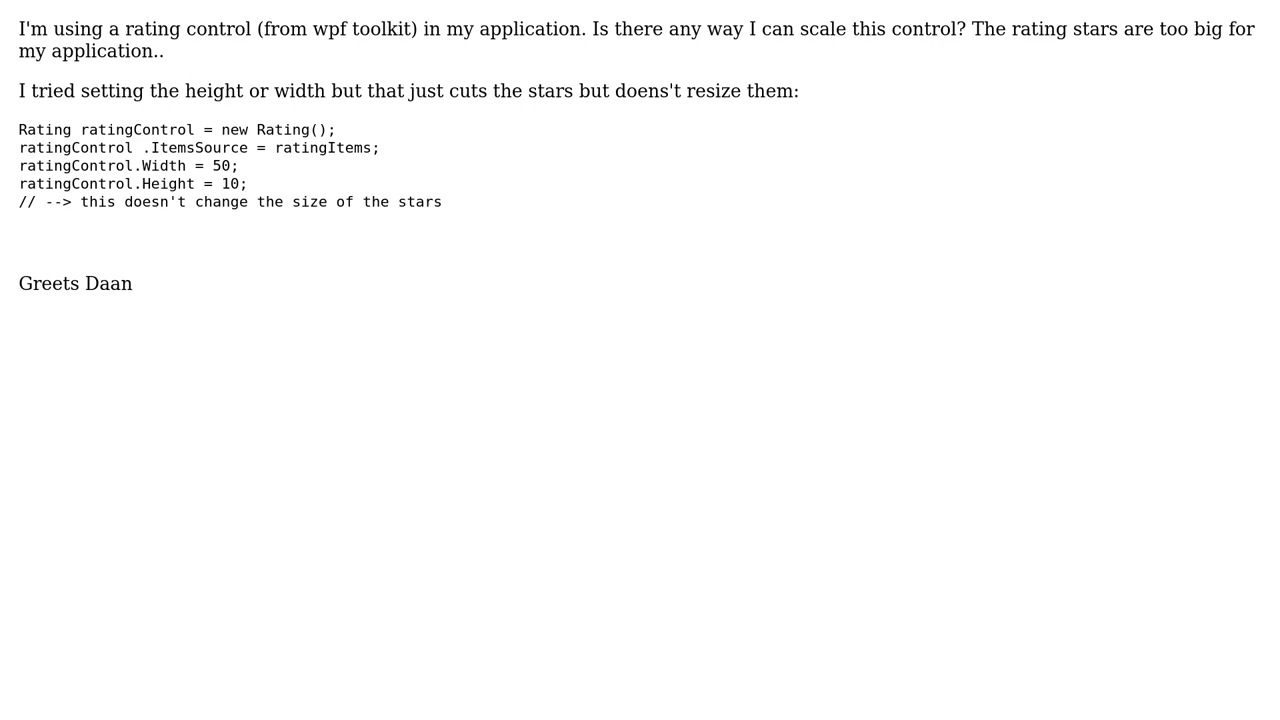 I'm using a rating control (from wpf toolkit) in my application. Is there any way I can scale this control? The rating stars are too big for
my application..
I tried setting the height or width but that just cuts the stars but doens't resize them:
Rating ratingControl = new Rating();
ratingControl .ItemsSource = ratingItems;
ratingControl.Width = 50;
ratingControl.Height = 10;
// --> this doesn't change the size of the stars
Greets Daan